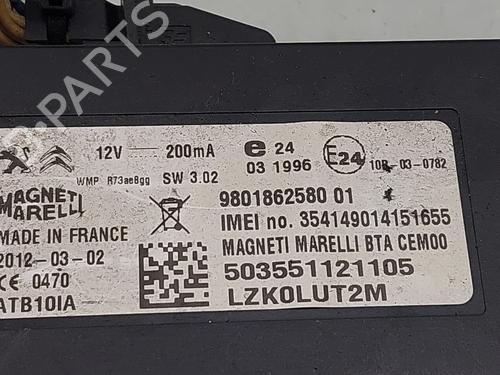 12V 200mA
e 24
03 1996
E24
10R-03-0782
WMP R73ae8gg SW 3.02
MAGNETI
MARELLI
9801862580 01
IMEI no. 354149014151655
MADE IN FRANCE
MAGNETI MARELLI BTA CEM00
2012-03-02
503551121105
CE 0470
ATB10IA
LZK0LUT2M
B-PARTS